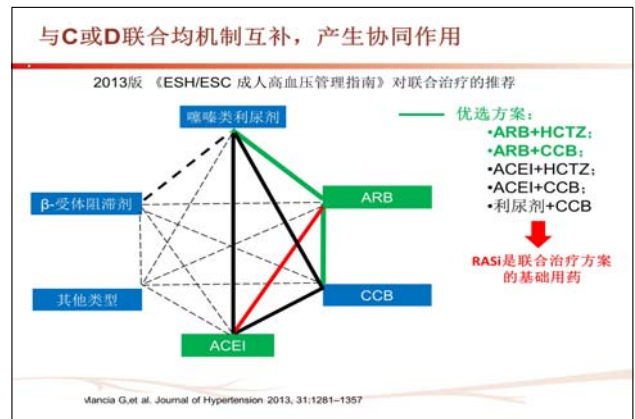 与C或D联合均机制互补，产生协同作用
2013版 《ESH/ESC 成人高血压管理指南》对联合治疗的推荐
噻嗪类利尿剂
β-受体阻滞剂
其他类型
ACEI
CCB
ARB
优选方案：
•ARB+HCTZ；
•ARB+CCB；
•ACEI+HCTZ；
•ACEI+CCB；
•利尿剂+CCB
RASi是联合治疗方案
的基础用药
Mancia G,et al. Journal of Hypertension 2013, 31:1281–1357